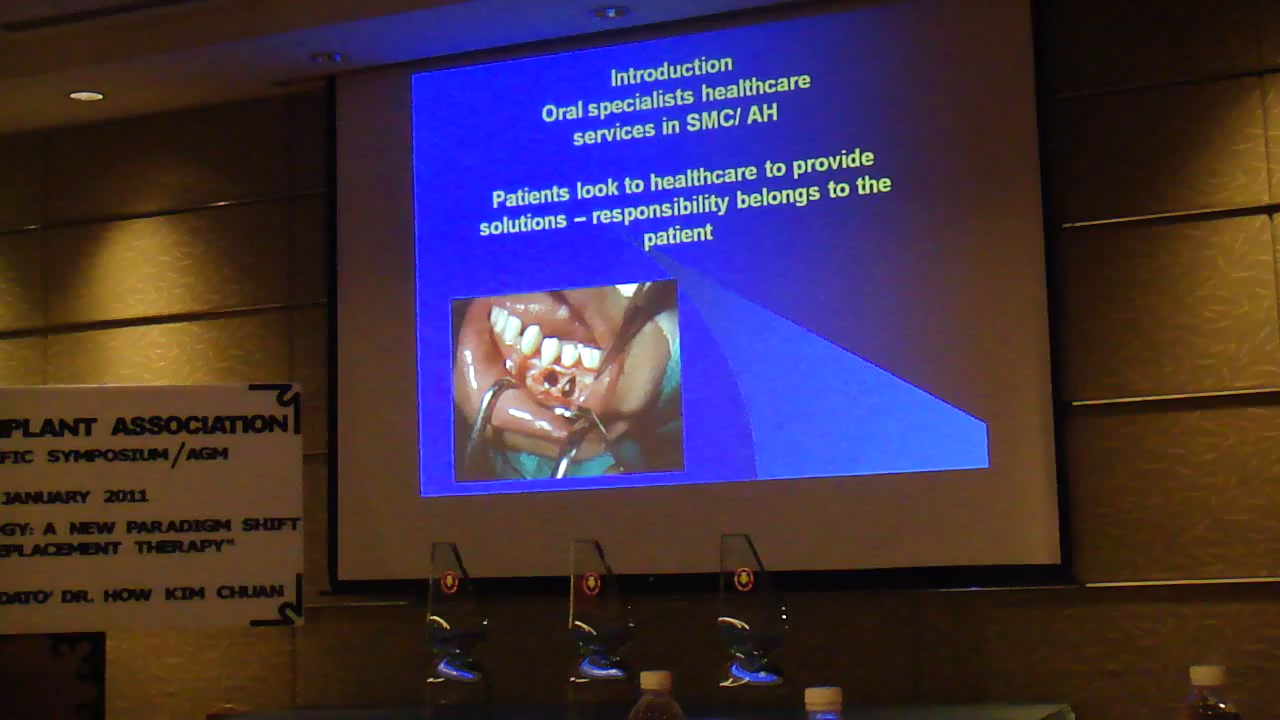 Introduction
Oral specialists healthcare
services in SMC/ AH
Patients look to healthcare to provide
solutions – responsibility belongs to the
patient
PLANT ASSOCIATION
FIC SYMPOSIUM/AGM
JANUARY 2011
GY: A NEW PARADIGM SHIFT
EPLACEMENT THERAPY"
DATO' DR. HOW KIM CHUAN